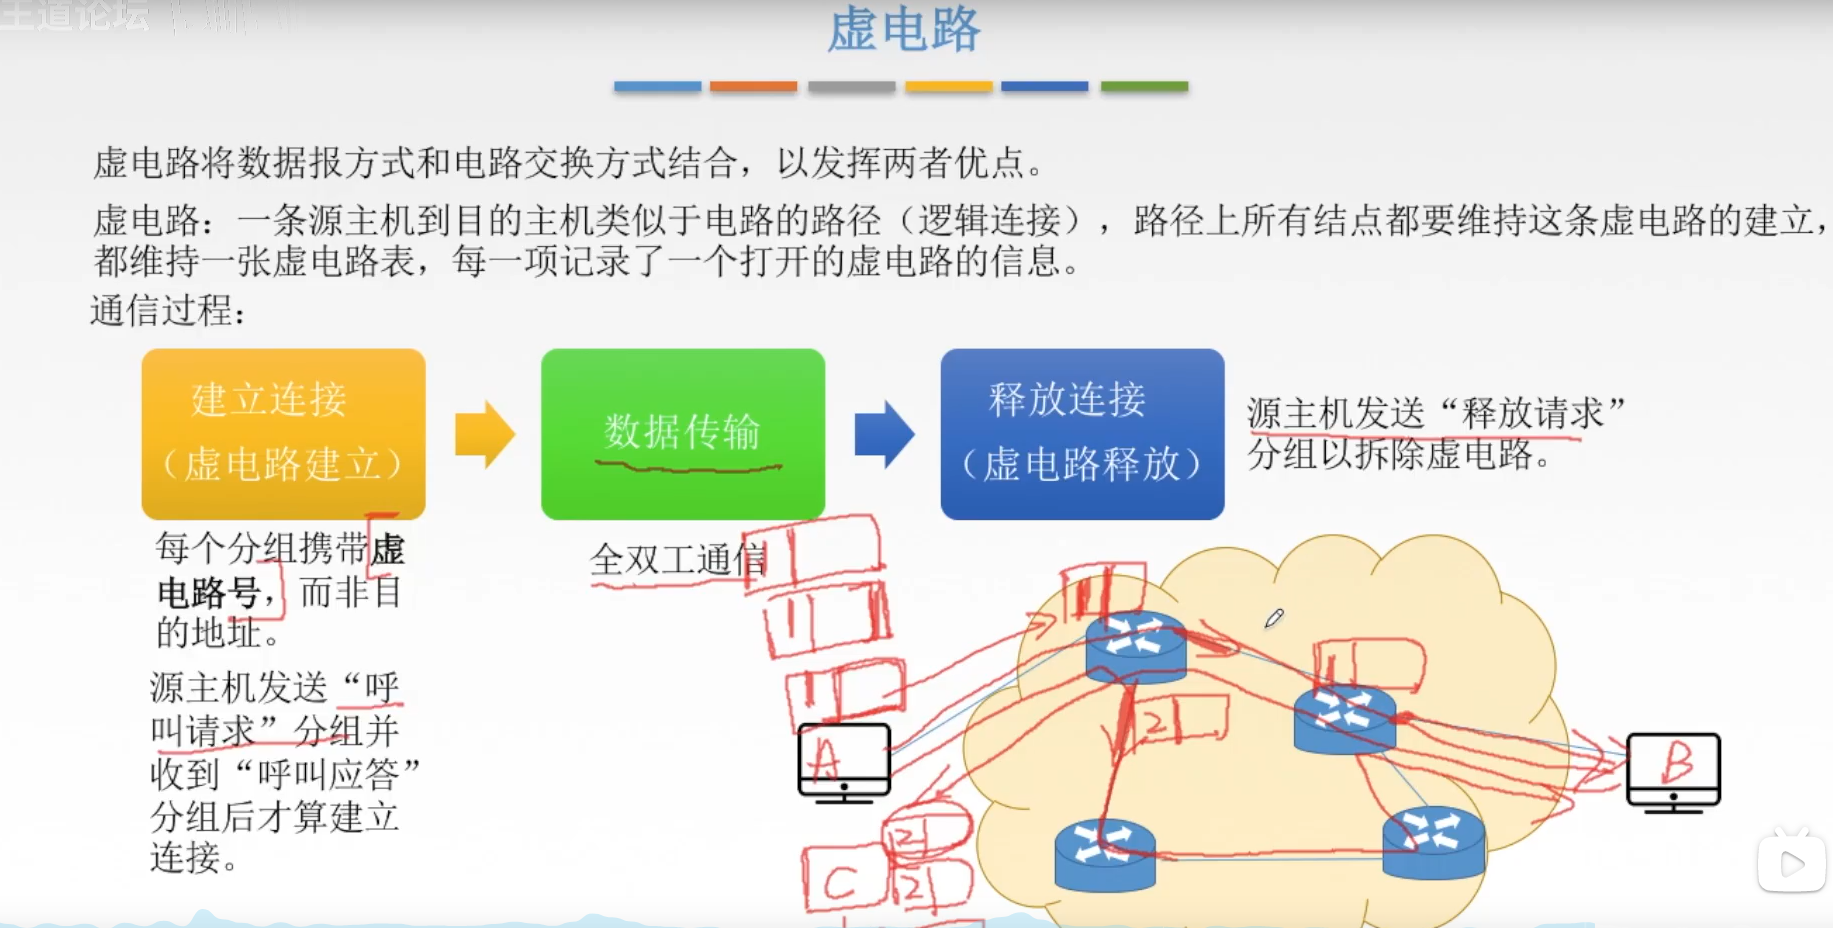 王道论坛
虚电路
虚电路将数据报方式和电路交换方式结合，以发挥两者优点。
虚电路：一条源主机到目的主机类似于电路的路径（逻辑连接），路径上所有结点都要维持这条虚电路的建立，
都维持一张虚电路表，每一项记录了一个打开的虚电路的信息。
通信过程：
建立连接
（虚电路建立）
数据传输
释放连接
（虚电路释放）
源主机发送“释放请求”
分组以拆除虚电路。
每个分组携带虚
电路号，而非目
的地址。
源主机发送“呼
叫请求”分组并
收到“呼叫应答”
分组后才算建立
连接。
全双工通信
1
1
1
1
1
2
A
B
2
C
2